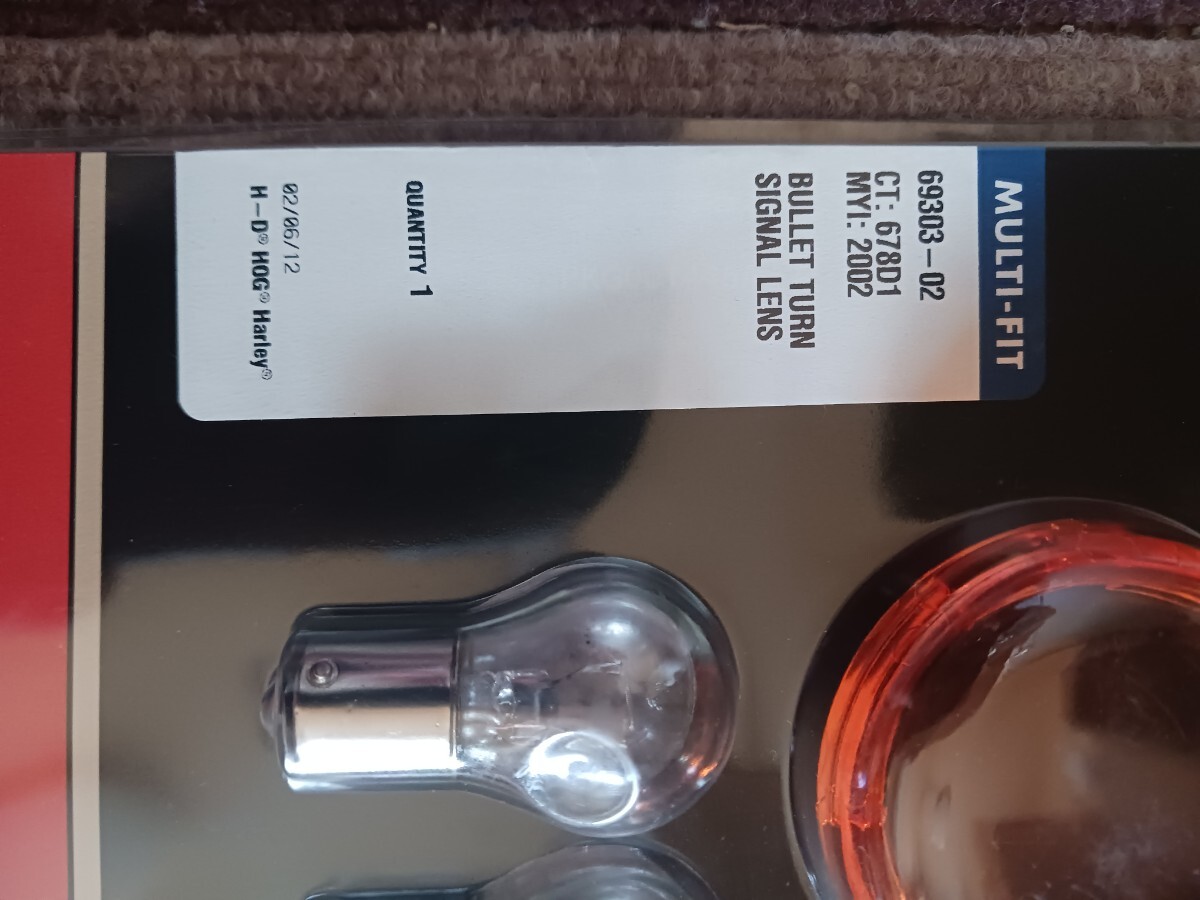 MULTI-FIT
69303-02
CT: 678D1
MYI: 2002
BULLET TURN
SIGNAL LENS
QUANTITY 1
02/06/12
H-D® HOG® Harley®